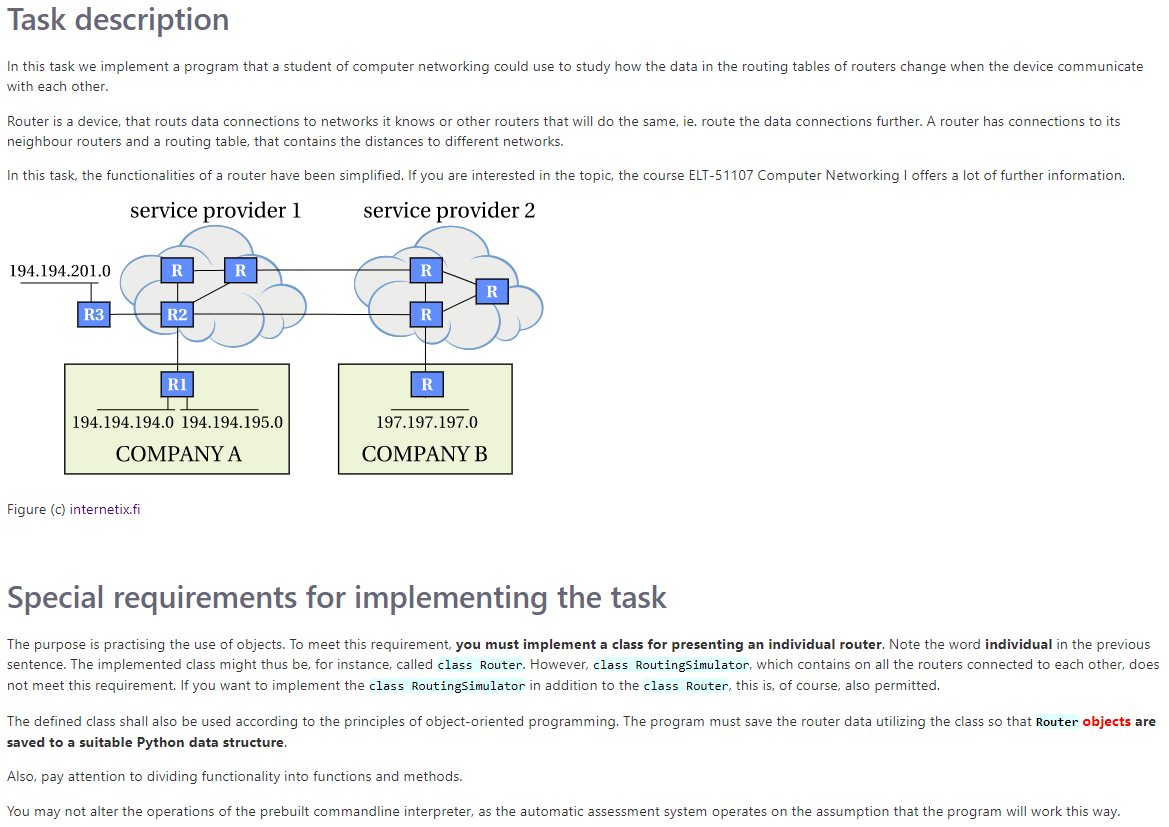 Task description
In this task we implement a program that a student of computer networking could use to study how the data in the routing tables of routers change when the device communicate
with each other.
Router is a device, that routs data connections to networks it knows or other routers that will do the same, ie. route the data connections further. A router has connections to its
neighbour routers and a routing table, that contains the distances to different networks.
In this task, the functionalities of a router have been simplified. If you are interested in the topic, the course ELT-51107 Computer Networking I offers a lot of further information.
service provider 1
service provider 2
194.194.201.0
R
R
R
R
R3
R2
R
R1
R
194.194.194.0 194.194.195.0
197.197.197.0
COMPANY A
COMPANY B
Figure (c) internetix.fi
Special requirements for implementing the task
The purpose is practising the use of objects. To meet this requirement, you must implement a class for presenting an individual router. Note the word individual in the previous
sentence. The implemented class might thus be, for instance, called class Router. However, class RoutingSimulator, which contains on all the routers connected to each other, does
not meet this requirement. If you want to implement the class RoutingSimulator in addition to the class Router, this is, of course, also permitted.
The defined class shall also be used according to the principles of object-oriented programming. The program must save the router data utilizing the class so that Router objects are
saved to a suitable Python data structure.
Also, pay attention to dividing functionality into functions and methods.
You may not alter the operations of the prebuilt commandline interpreter, as the automatic assessment system operates on the assumption that the program will work this way.